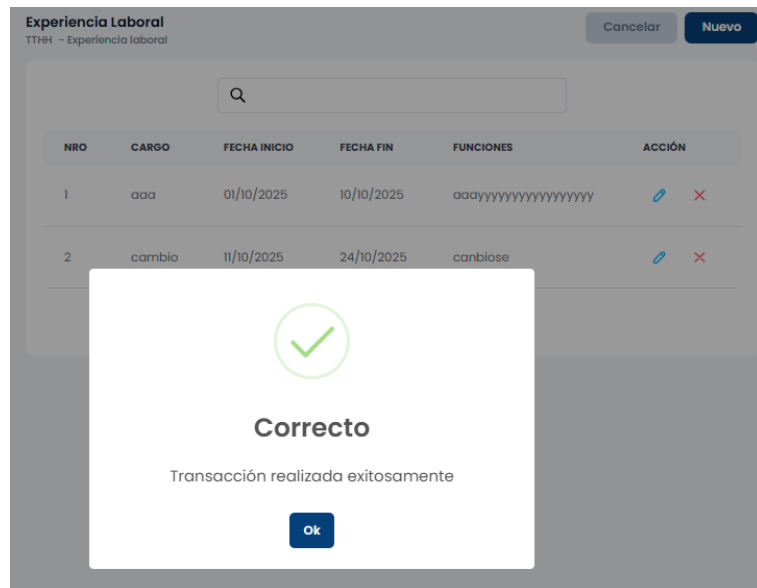 Experiencia Laboral
TTHH - Experiencia laboral
Cancelar Nuevo
NRO CARGO FECHA INICIO FECHA FIN FUNCIONES ACCIÓN
1 aaa 01/10/2025 10/10/2025 aaayyyyyyyyyyyyyyyyy
2 cambio 11/10/2025 24/10/2025 canbiose
Correcto
Transacción realizada exitosamente
Ok